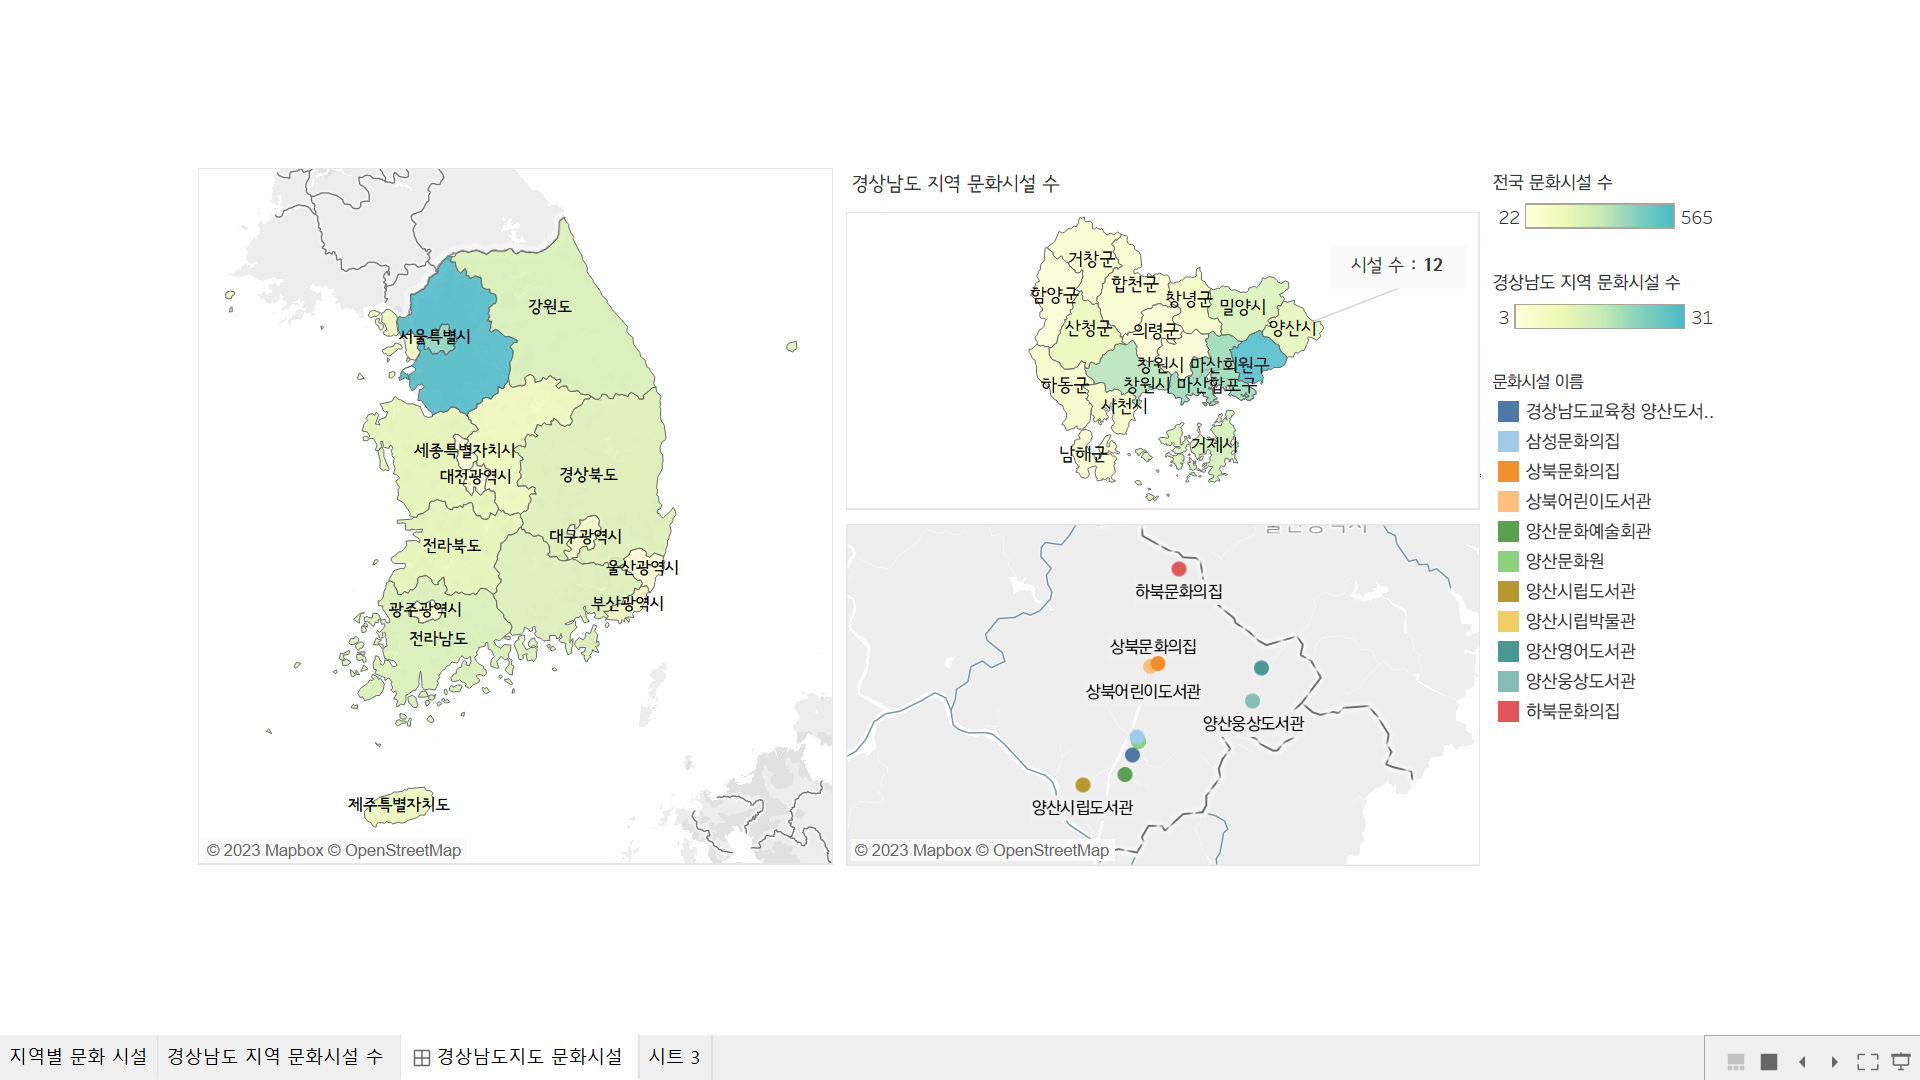 강원도
서울특별시
세종특별자치시
대전광역시
경상북도
대구광역시
전라북도
울산광역시
부산광역시
광주광역시
전라남도
제주특별자치도
© 2023 Mapbox © OpenStreetMap
경상남도 지역 문화시설 수
시설 수 : 12
거창군
합천군
함양군
창녕군
밀양시
산청군
의령군
양산시
창원시 마산회원구
하동군
창원시 마산합포구
사천시
거제시
남해군
울산광역시
하북문화의집
상북문화의집
상북어린이도서관
양산웅상도서관
양산시립도서관
© 2023 Mapbox © OpenStreetMap
전국 문화시설 수
22 565
경상남도 지역 문화시설 수
3 31
문화시설 이름
경상남도교육청 양산도서..
삼성문화의집
상북문화의집
상북어린이도서관
양산문화예술회관
양산문화원
양산시립도서관
양산시립박물관
양산영어도서관
양산웅상도서관
하북문화의집
지역별 문화 시설
경상남도 지역 문화시설 수
경상남도지도 문화시설
시트 3